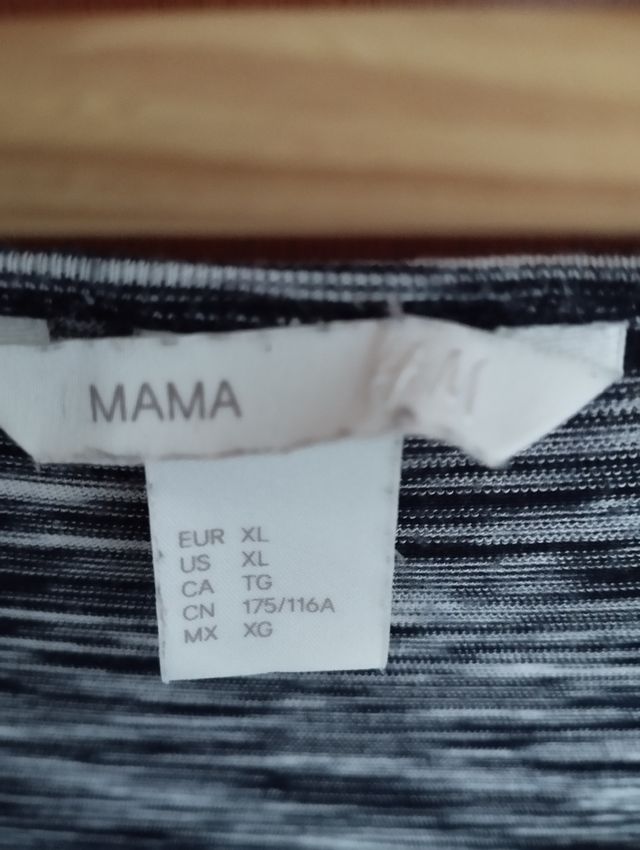 MAMA
EUR XL
US XL
CA TG
CN 175/116A
MX XG